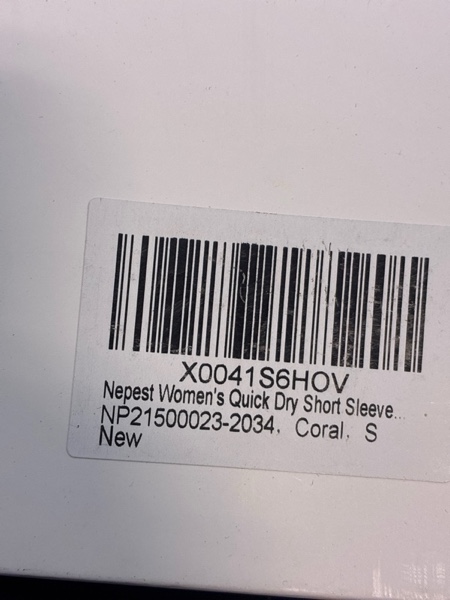 X0041S6HOV
Nepest Women's Quick Dry Short Sleeve...
NP21500023-2034, Coral, S
New